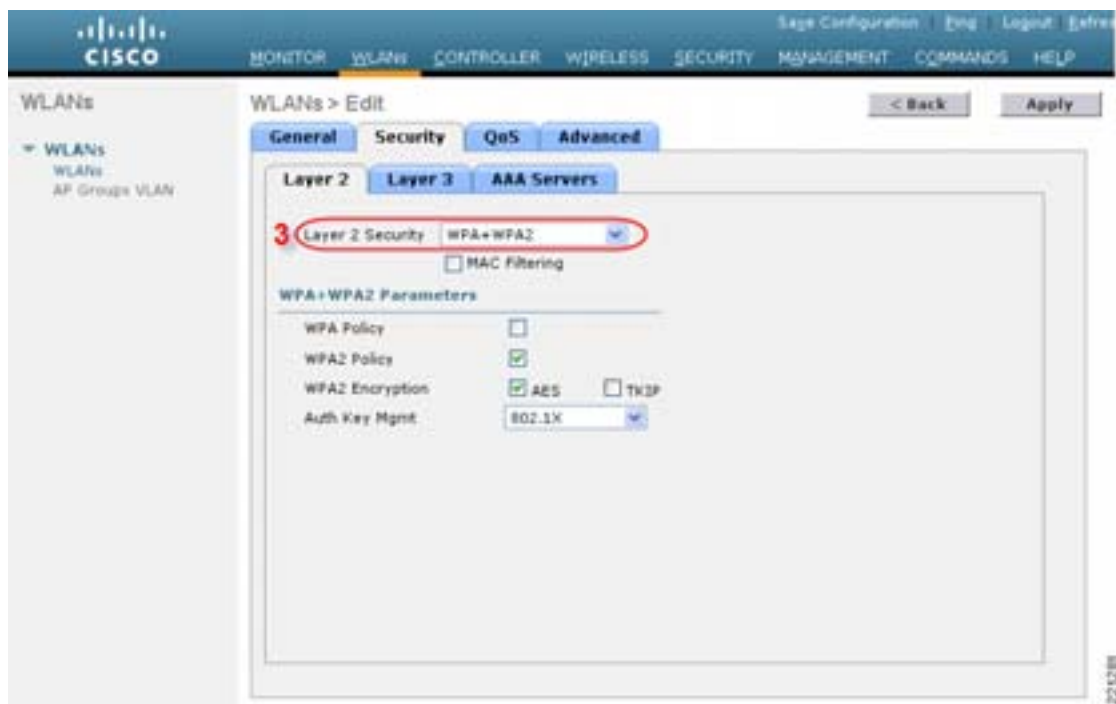 Save Configuration Ping Logout Refre
CISCO
MONITOR WLANs CONTROLLER WIRELESS SECURITY MANAGEMENT COMMANDS HELP
WLANs
WLANs > Edit
< Back
Apply
WLANs
WLANs
AP Groups VLAN
General Security QoS Advanced
Layer 2 Layer 3 AAA Servers
3 Layer 2 Security WPA+WPA2
MAC Filtering
WPA+WPA2 Parameters
WPA Policy
WPA2 Policy
WPA2 Encryption AES TKIP
Auth Key Mgmt 802.1X